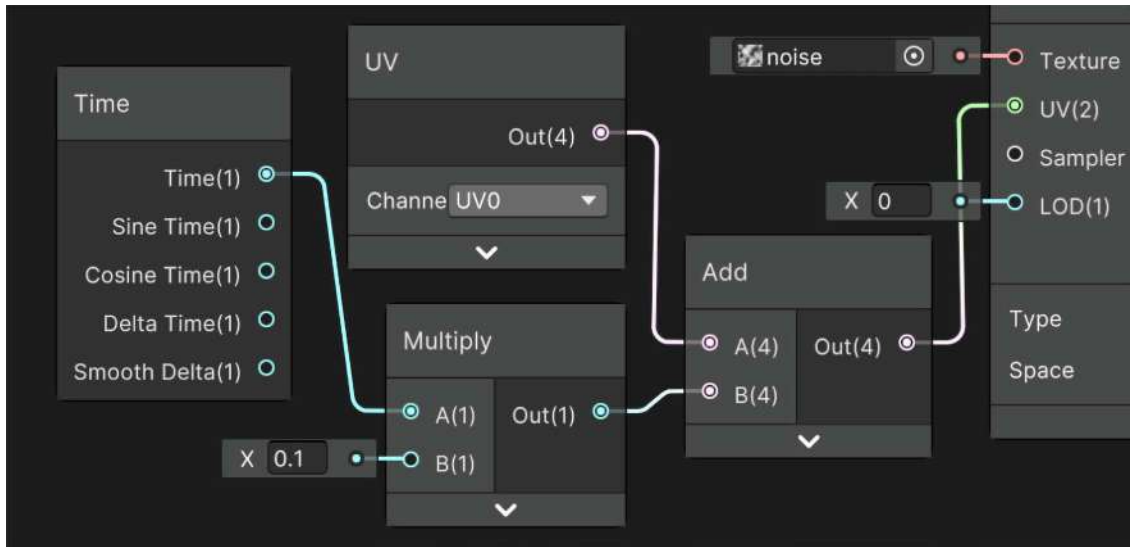 Time
Time(1)
Sine Time(1)
Cosine Time(1)
Delta Time(1)
Smooth Delta(1)
UV
Out(4)
Channe UV0
Multiply
A(1) Out(1)
X 0.1
B(1)
Add
A(4) Out(4)
B(4)
noise
Texture
UV(2)
Sampler
X 0
LOD(1)
Type
Space